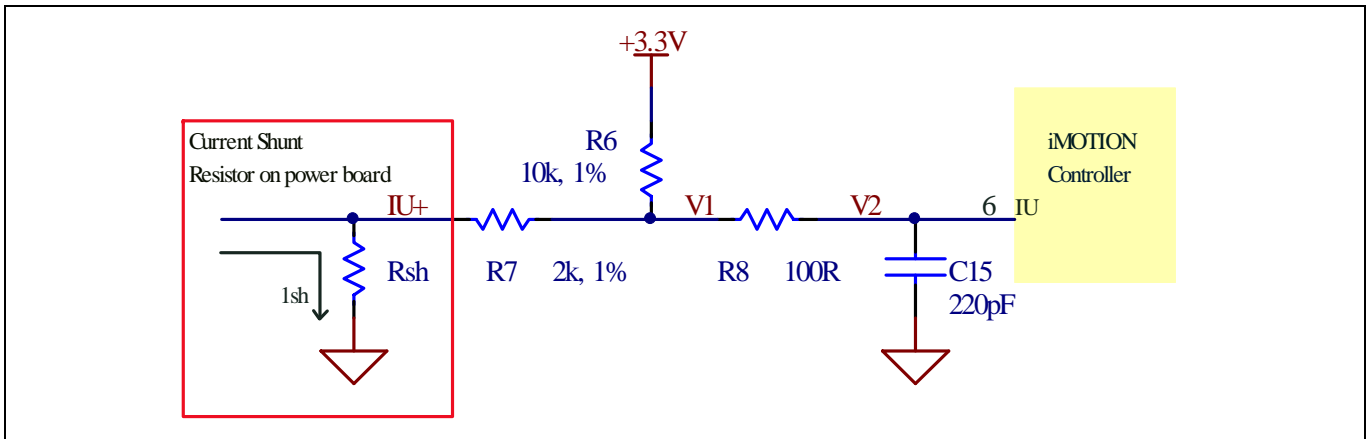 +3.3V
Current Shunt
Resistor on power board
R6
10k, 1%
iMOTION
Controller
IU+
V1
V2
6
IU
Rsh
R7
2k, 1%
R8
100R
C15
220pF
1sh